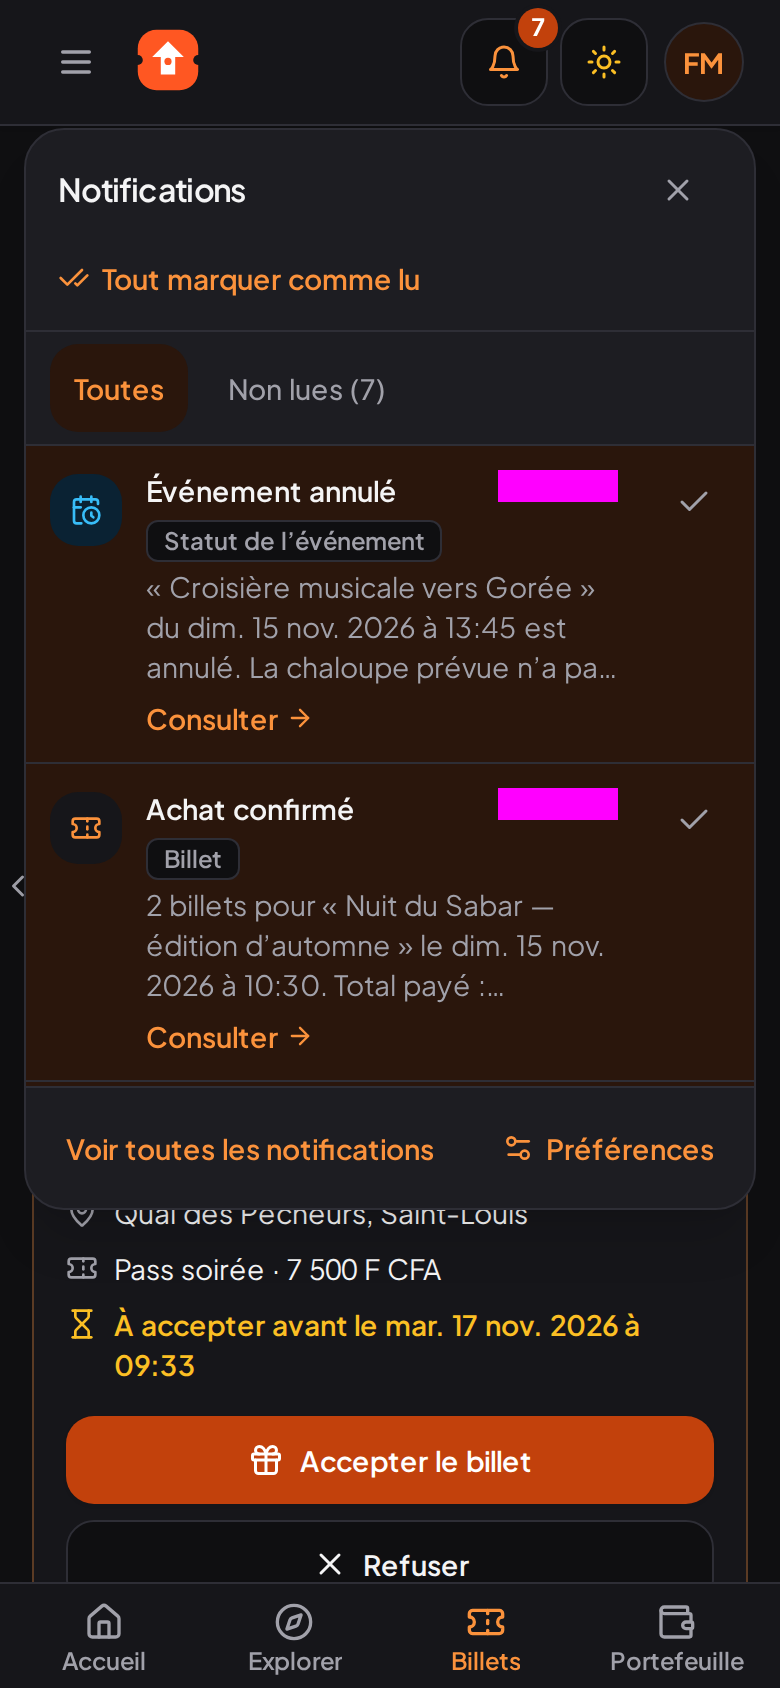 7
FM
Notifications
Tout marquer comme lu
Toutes
Non lues (7)
Événement annulé
Statut de l’événement
« Croisière musicale vers Gorée »
du dim. 15 nov. 2026 à 13:45 est
annulé. La chaloupe prévue n’a pa…
Consulter
Achat confirmé
Billet
2 billets pour « Nuit du Sabar —
édition d’automne » le dim. 15 nov.
2026 à 10:30. Total payé :…
Consulter
Voir toutes les notifications
Préférences
Quai des Pêcheurs, Saint-Louis
Pass soirée · 7 500 F CFA
À accepter avant le mar. 17 nov. 2026 à
09:33
Accepter le billet
Refuser
Accueil
Explorer
Billets
Portefeuille